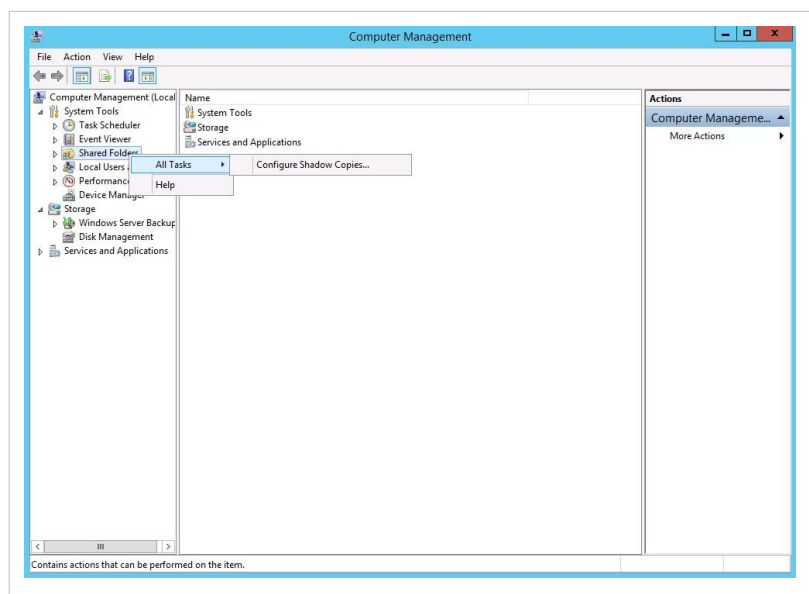 Computer Management
File Action View Help
Computer Management (Local
System Tools
Task Scheduler
Event Viewer
Shared Folders
Local Users
Performanc
Device Manager
Storage
Windows Server Backup
Disk Management
Services and Applications
Name
System Tools
Storage
Services and Applications
All Tasks
Help
Configure Shadow Copies...
Actions
Computer Manageme...
More Actions
Contains actions that can be performed on the item.